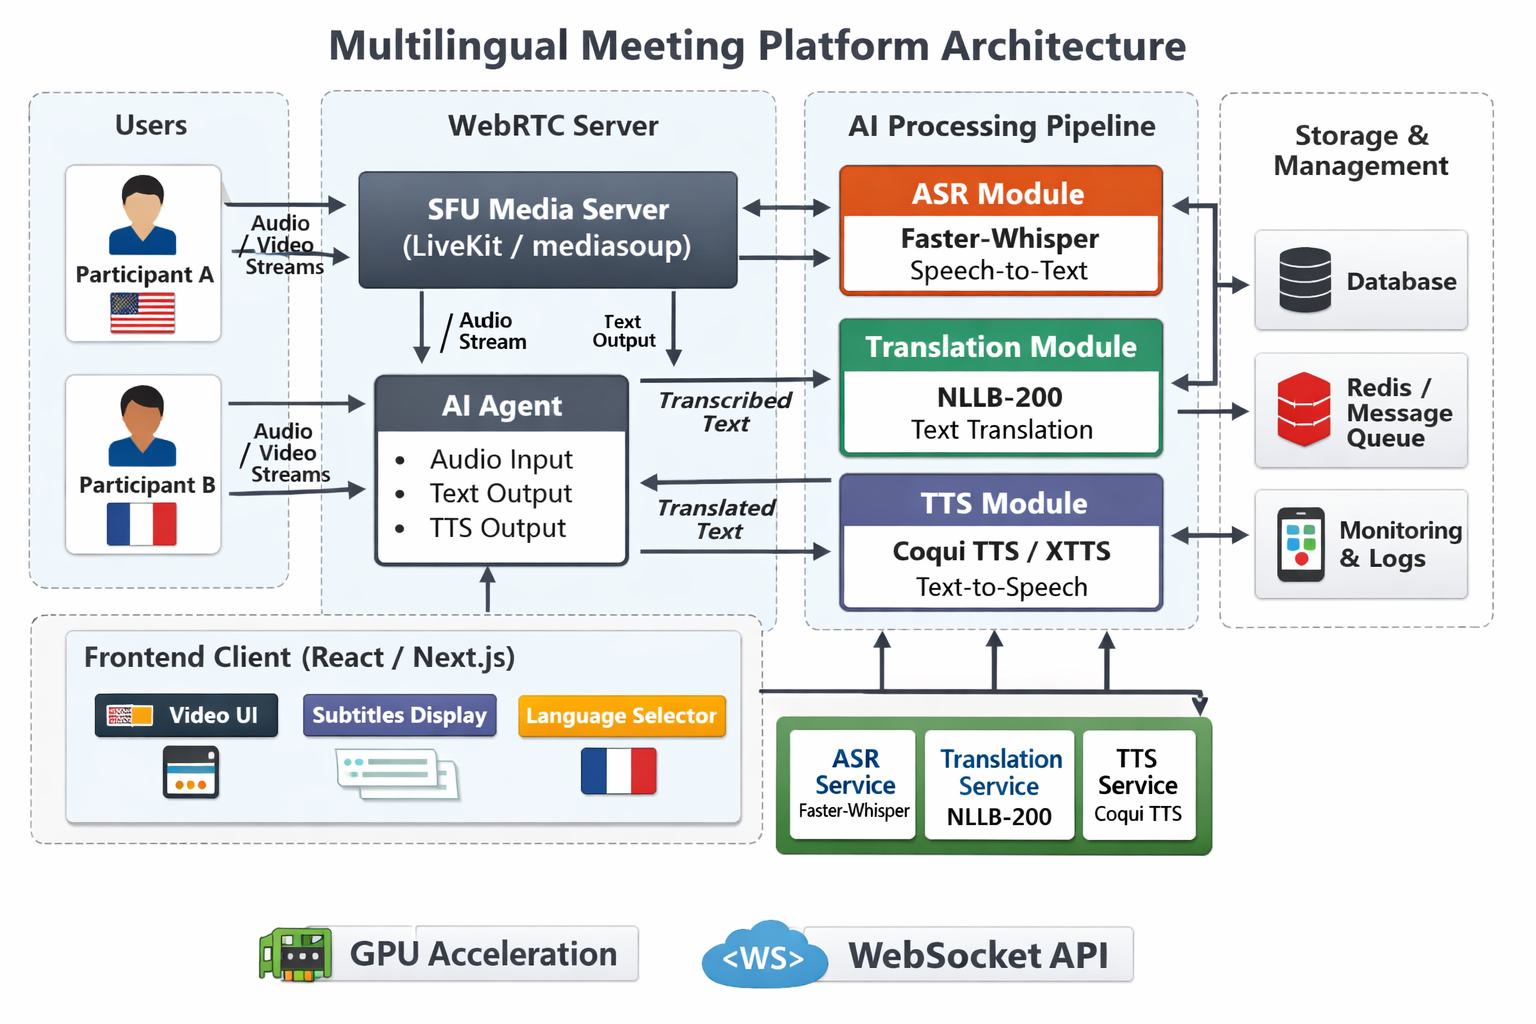 Multilingual Meeting Platform Architecture
Users
Participant A
Audio
/ Video
Streams
Participant B
Audio
/ Video
Streams
WebRTC Server
SFU Media Server
(LiveKit / mediasoup)
/ Audio
Stream
Text
Output
AI Agent
• Audio Input
• Text Output
• TTS Output
Transcribed
Text
Translated
Text
AI Processing Pipeline
ASR Module
Faster-Whisper
Speech-to-Text
Translation Module
NLLB-200
Text Translation
TTS Module
Coqui TTS / XTTS
Text-to-Speech
Storage &
Management
Database
Redis /
Message
Queue
Monitoring
& Logs
Frontend Client (React / Next.js)
Video UI
Subtitles Display
Language Selector
ASR
Service
Faster-Whisper
Translation
Service
NLLB-200
TTS
Service
Coqui TTS
GPU Acceleration
<WS>
WebSocket API